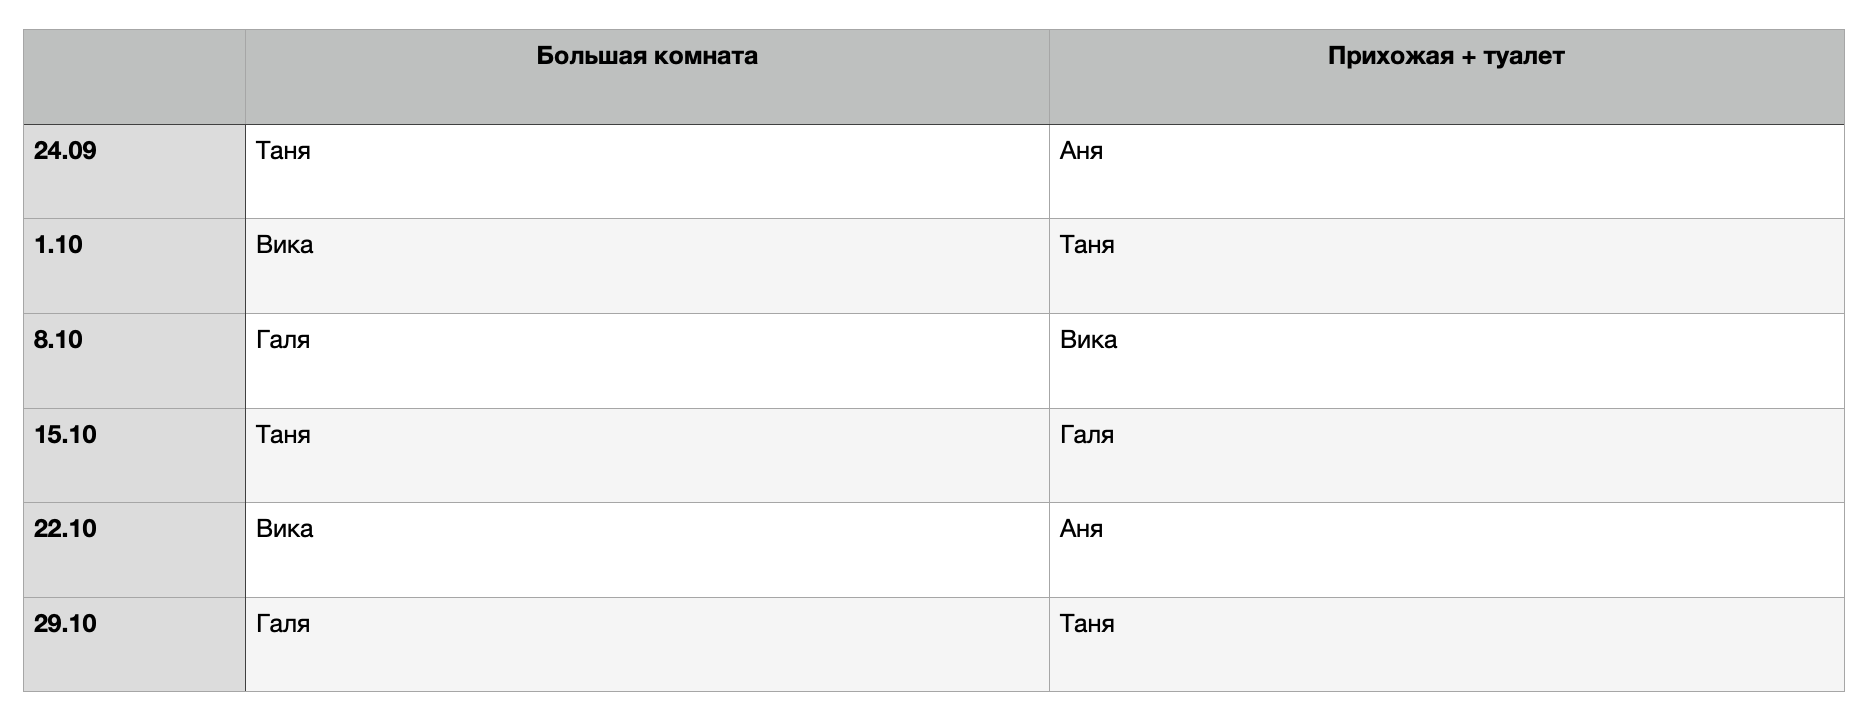 Большая комната Прихожая + туалет
24.09 Таня Аня
1.10 Вика Таня
8.10 Галя Вика
15.10 Таня Галя
22.10 Вика Аня
29.10 Галя Таня